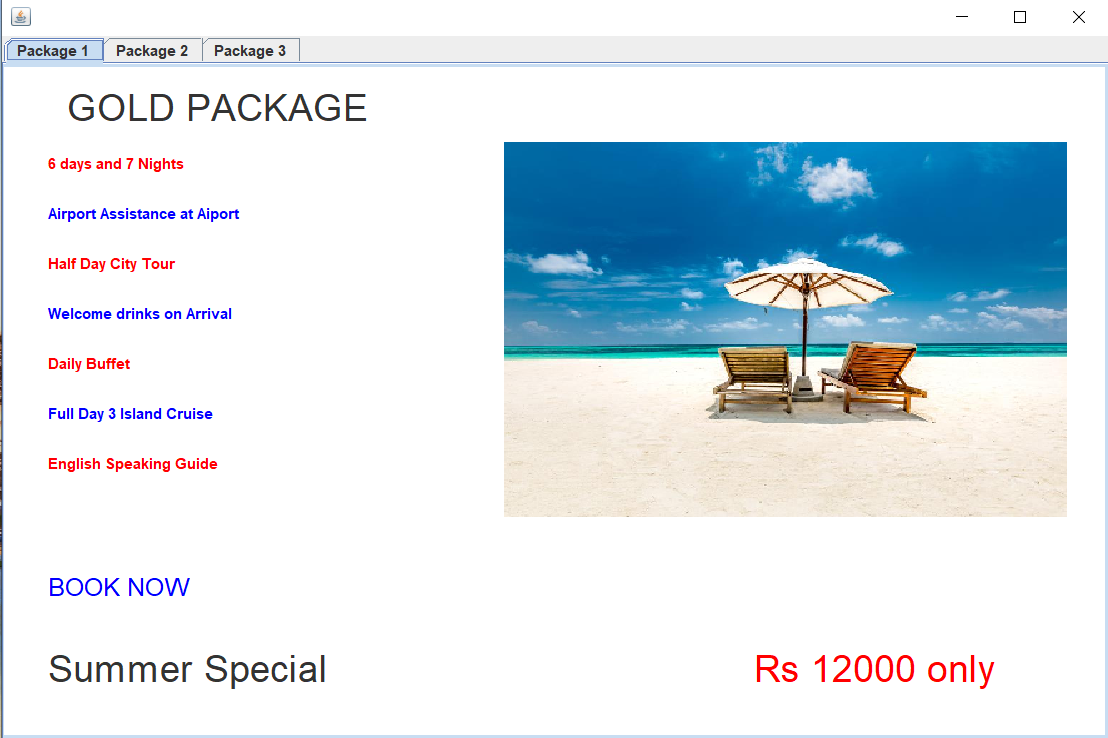 Package 1
Package 2
Package 3
GOLD PACKAGE
6 days and 7 Nights
Airport Assistance at Aiport
Half Day City Tour
Welcome drinks on Arrival
Daily Buffet
Full Day 3 Island Cruise
English Speaking Guide
BOOK NOW
Summer Special
Rs 12000 only